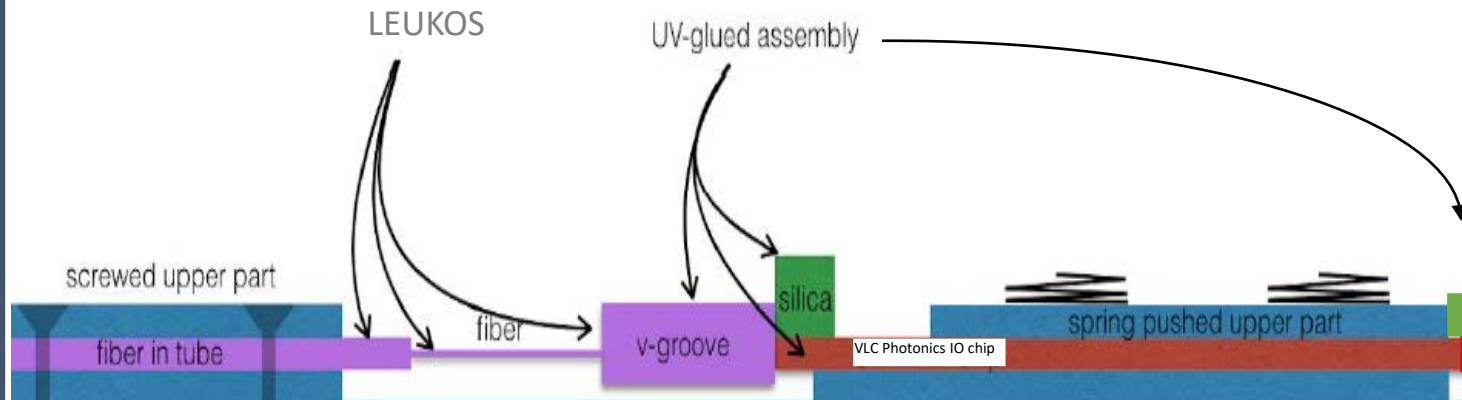 LEUKOS
UV-glued assembly
screwed upper part
silica
fiber
fiber in tube
v-groove
VLC Photonics IO chip
spring pushed upper part